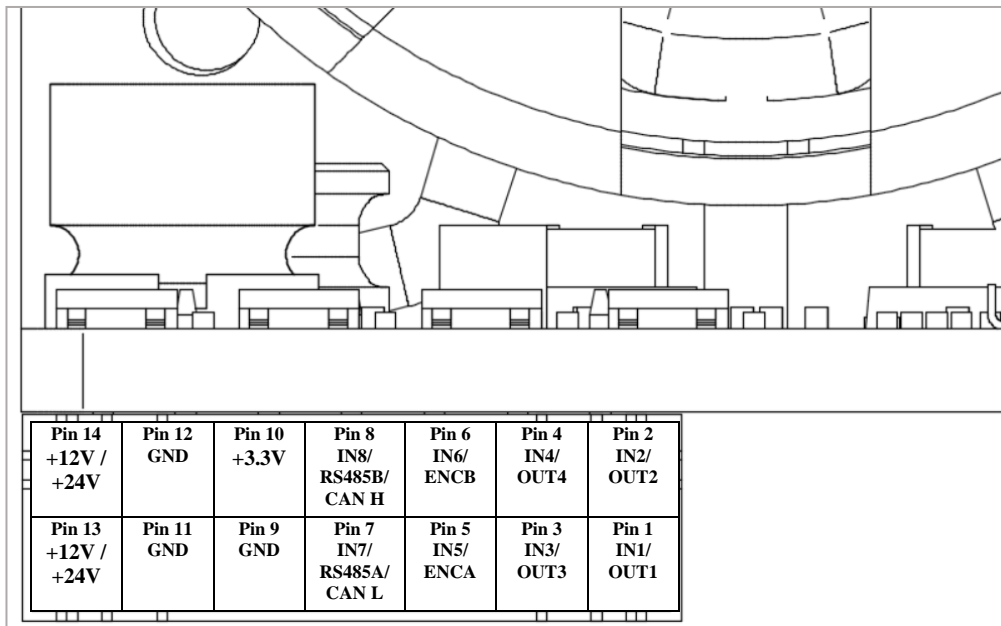 Pin 14
+12V /
+24V
Pin 12
GND
Pin 10
+3.3V
Pin 8
IN8/
RS485B/
CAN H
Pin 6
IN6/
ENCB
Pin 4
IN4/
OUT4
Pin 2
IN2/
OUT2
Pin 13
+12V /
+24V
Pin 11
GND
Pin 9
GND
Pin 7
IN7/
RS485A/
CAN L
Pin 5
IN5/
ENCA
Pin 3
IN3/
OUT3
Pin 1
IN1/
OUT1